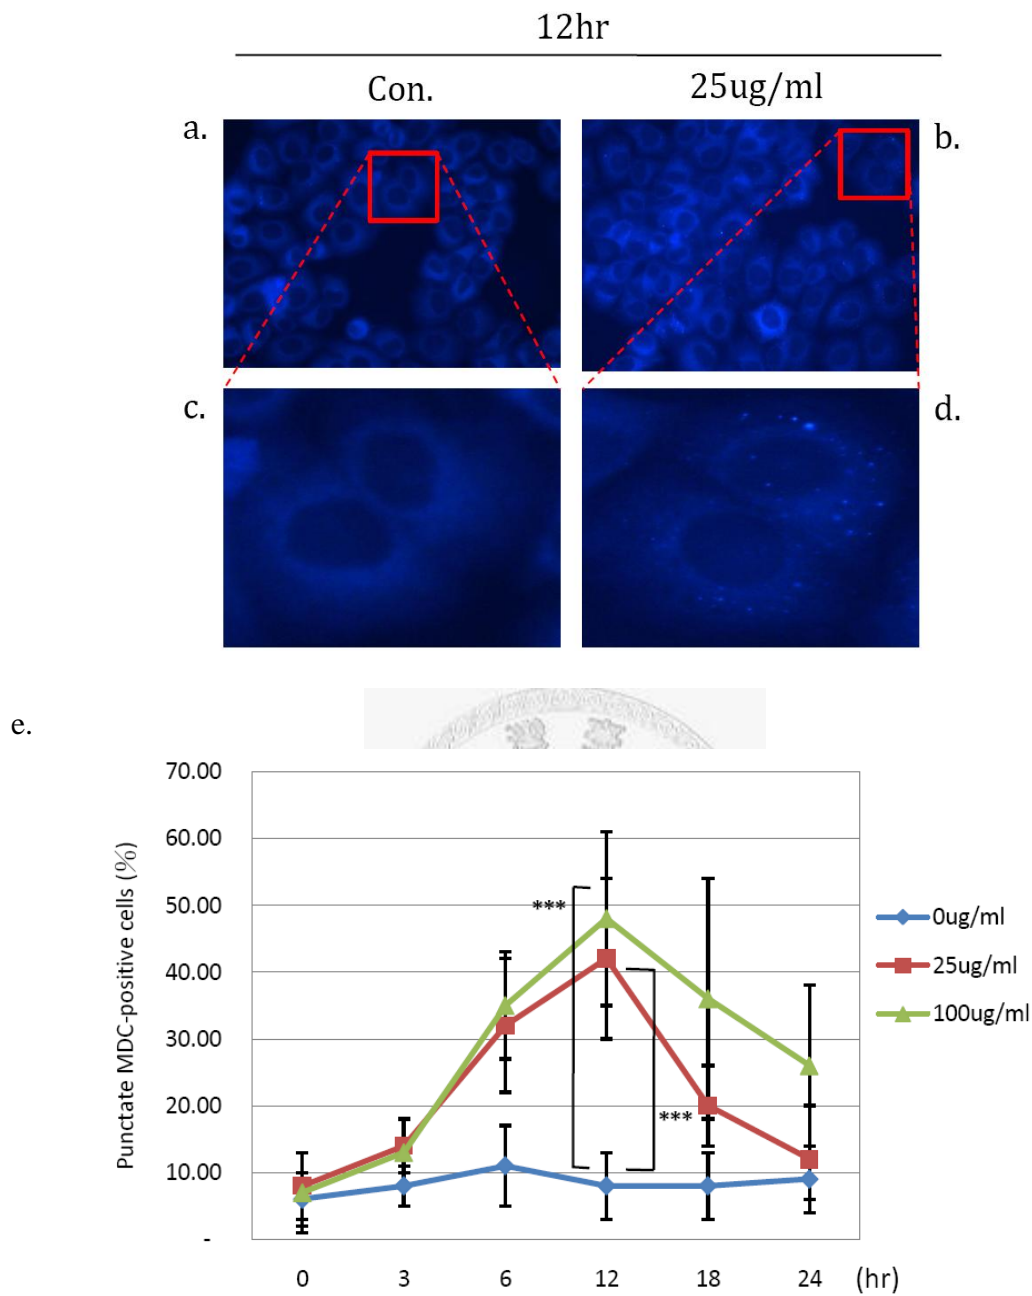 12hr
Con.
25ug/ml
a.
b.
c.
d.
e.
70.00
60.00
50.00
40.00
30.00
20.00
10.00
-
Punctate MDC-positive cells (%)
***
***
0ug/ml
25ug/ml
100ug/ml
0 3 6 12 18 24 (hr)